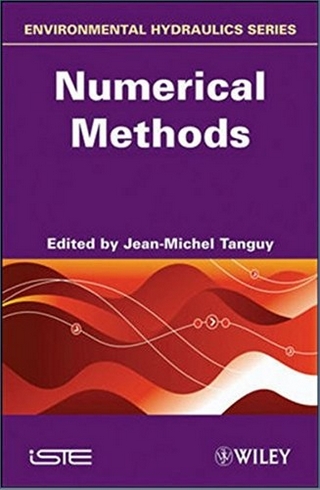 ENVIRONMENTAL HYDRAULICS SERIES
Numerical
Methods
Edited by Jean-Michel Tanguy
iSTE
WILEY